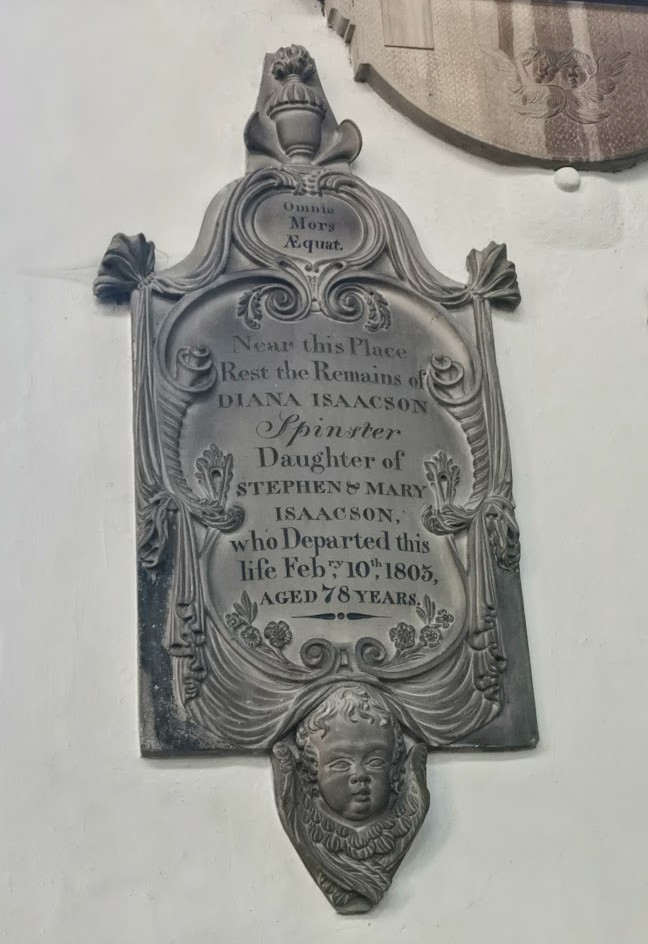 Omnia
Mors
Æquat.
Near this Place
Rest the Remains of
DIANA ISAACSON
Spinster
Daughter of
STEPHEN & MARY
ISAACSON,
who Departed this
life Feb.ry 10th, 1805,
AGED 78 YEARS.